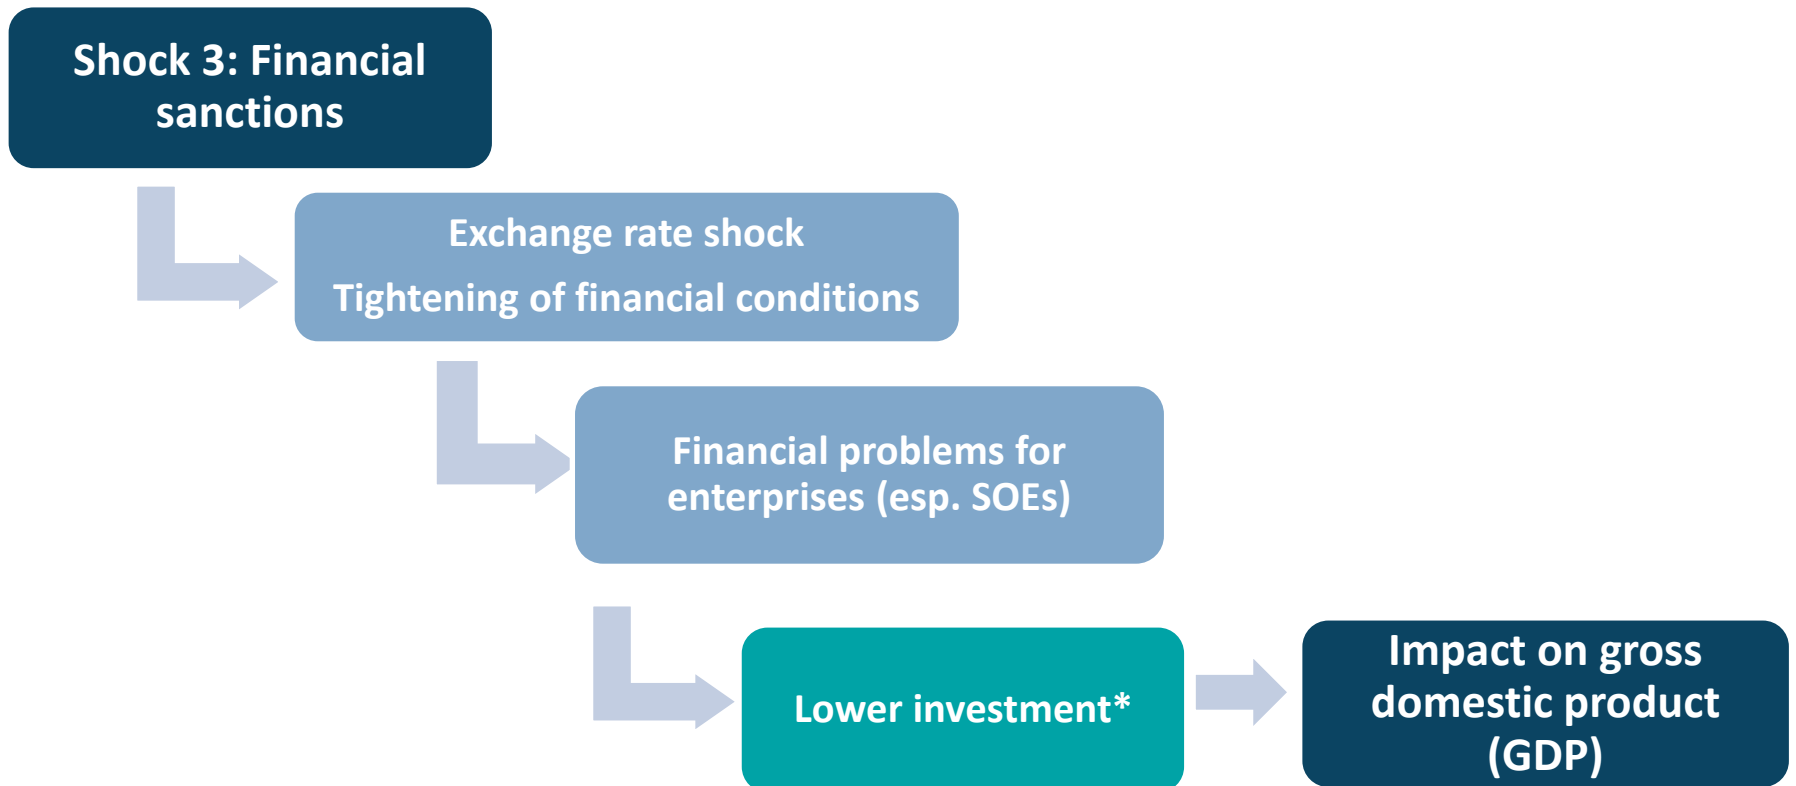 Shock 3: Financial
sanctions
Exchange rate shock
Tightening of financial conditions
Financial problems for
enterprises (esp. SOEs)
Lower investment*
Impact on gross
domestic product
(GDP)